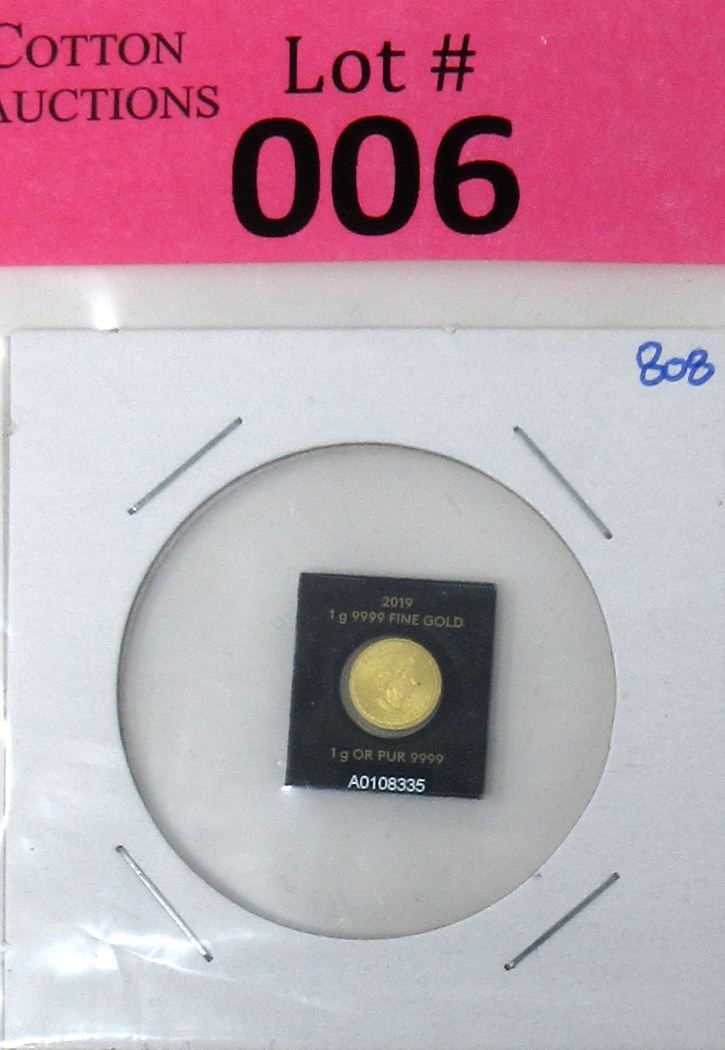 COTTON
AUCTIONS
Lot #
006
808
2019
1 g 9999 FINE GOLD
1 g OR PUR 9999
A0108335